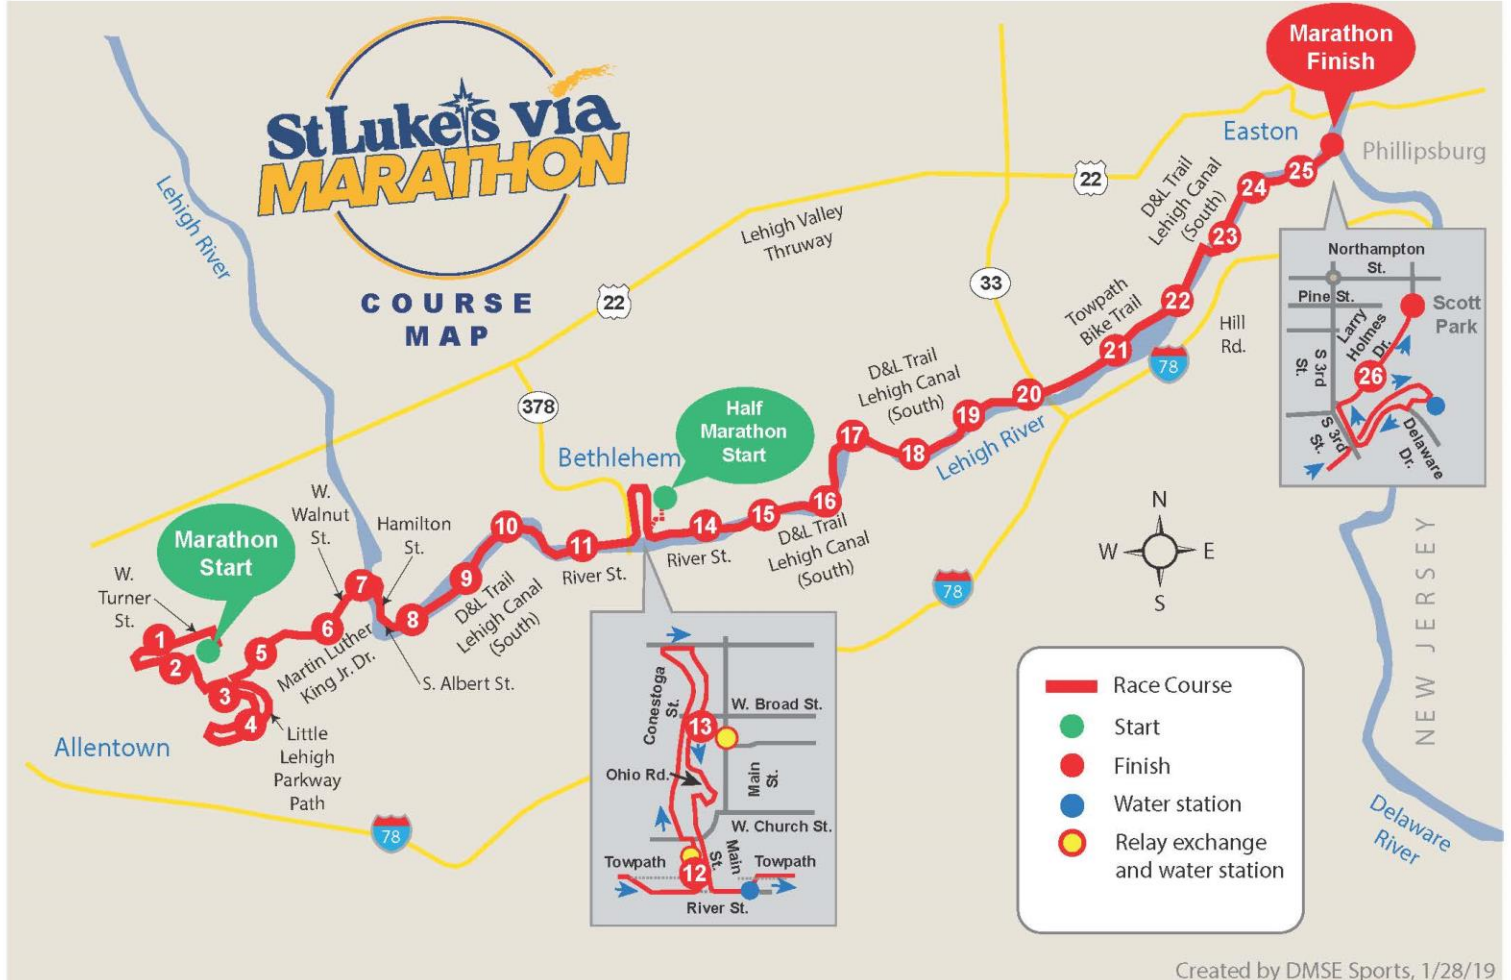 St Luke's via
MARATHON
COURSE
MAP
Marathon
Finish
Easton
Phillipsburg
22
Lehigh River
Lehigh Valley
Thruway
22
33
D&L Trail
Lehigh Canal
(South)
25
24
23
22
Towpath
Bike Trail
21
Hill
Rd.
78
Northampton
St.
Pine St.
Scott
Park
Larry
Holmes
Dr.
S 3rd
St.
26
S 3rd
St.
Delaware
Dr.
378
Half
Marathon
Start
Bethlehem
D&L Trail
Lehigh Canal
(South)
20
19
18
17
Lehigh River
16
15
14
River St.
D&L Trail
Lehigh Canal
(South)
11
River St.
10
9
8
D&L Trail
Lehigh Canal
(South)
Hamilton
St.
W.
Walnut
St.
7
6
Martin Luther
King Jr. Dr.
S. Albert St.
Marathon
Start
W.
Turner
St.
1
2
3
4
5
Little
Lehigh
Parkway
Path
Allentown
78
78
N
W
E
S
NEW JERSEY
Delaware
River
Conestoga
St.
W. Broad St.
13
Ohio Rd.
Main
St.
W. Church St.
Main
St.
Towpath
12
Towpath
River St.
Race Course
Start
Finish
Water station
Relay exchange
and water station
Created by DMSE Sports, 1/28/19